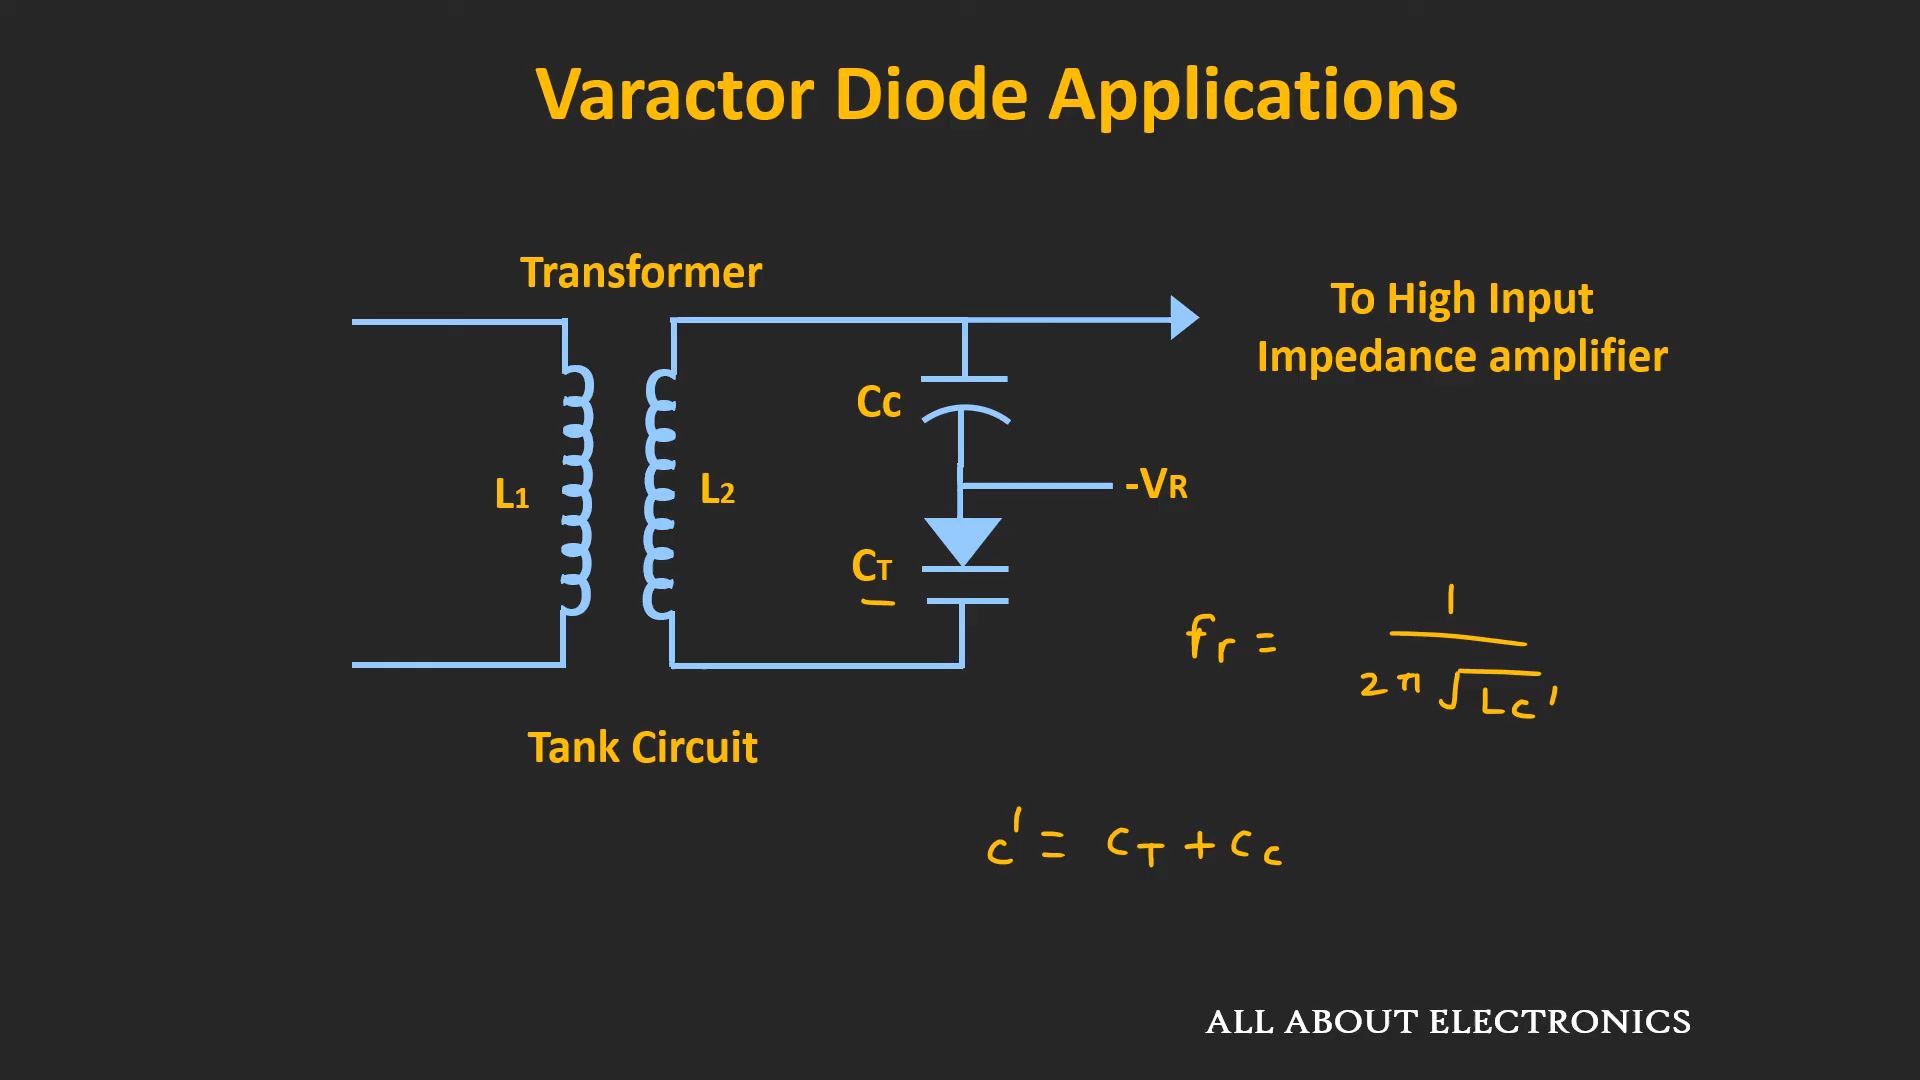 Varactor Diode Applications
Transformer
To High Input
Impedance amplifier
Cc
L1
L2
-VR
CT
fr = 1 / 2π √LC'
Tank Circuit
C' = CT + Cc
ALL ABOUT ELECTRONICS